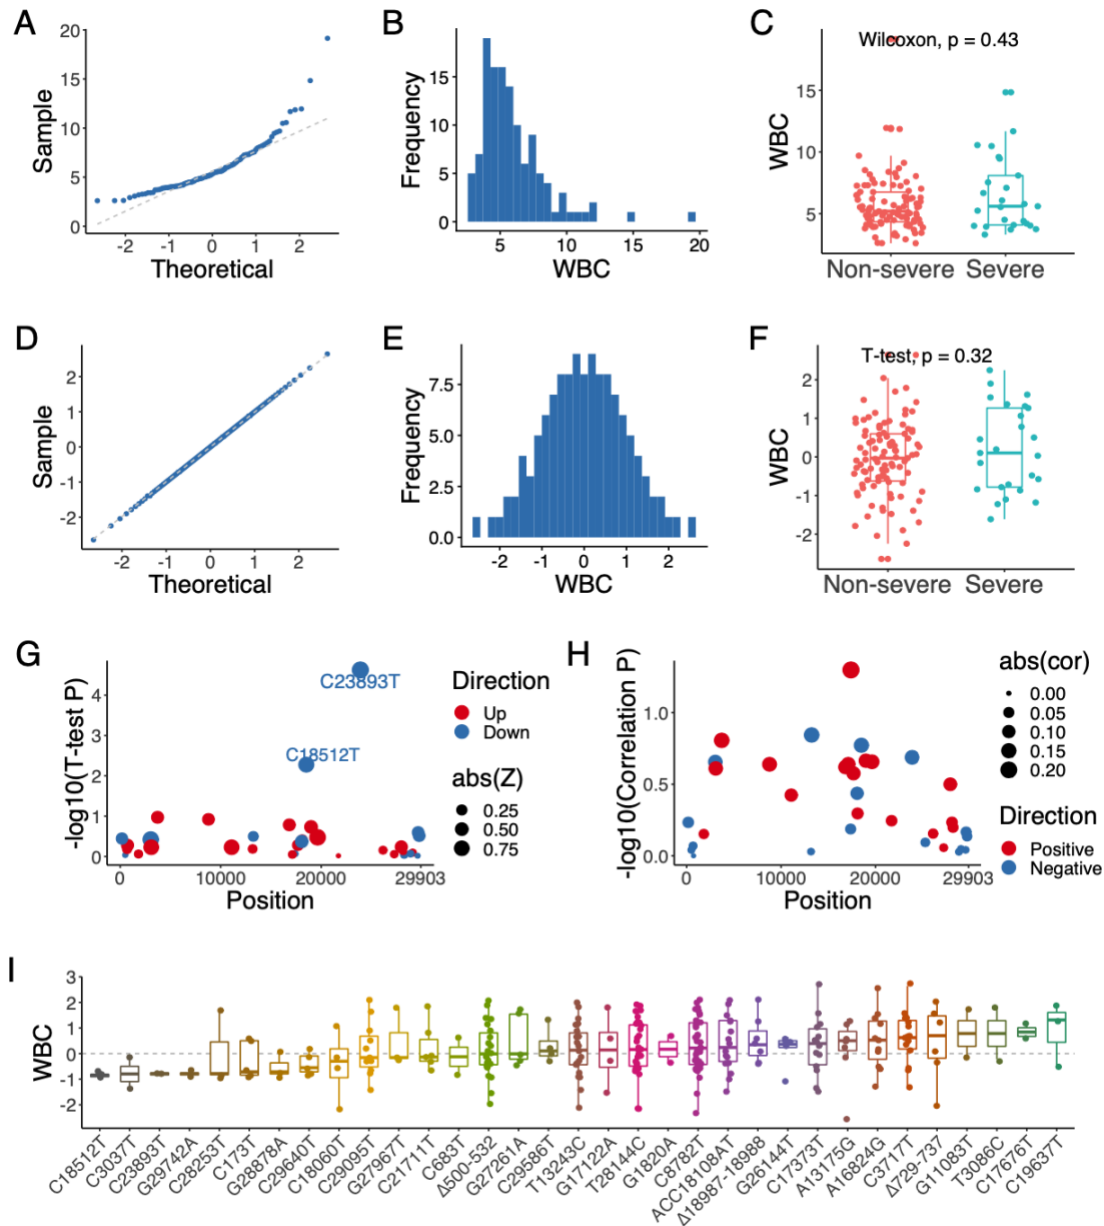 A
B
C
20
15
10
5
0
Sample
-2 -1 0 1 2
Theoretical
15
10
5
0
Frequency
5 10 15 20
WBC
Wilcoxon, p = 0.43
15
10
5
WBC
Non-severe Severe
D
E
F
2
1
0
-1
-2
Sample
-2 -1 0 1 2
Theoretical
7.5
5.0
2.5
0.0
Frequency
-2 -1 0 1 2
WBC
T-test, p = 0.32
2
1
0
-1
-2
WBC
Non-severe Severe
G
4
3
2
1
0
-log10(T-test P)
C23893T
C18512T
0 10000 20000 29903
Position
Direction
Up
Down
abs(Z)
0.25
0.50
0.75
H
1.0
0.5
0.0
-log10(Correlation P)
0 10000 20000 29903
Position
abs(cor)
0.00
0.05
0.10
0.15
0.20
Direction
Positive
Negative
I
3
2
1
0
-1
-2
WBC
C18512T
C3037T
C23893T
G29742A
C28253T
C173T
G28878A
C29640T
C18060T
C29095T
G27967T
C21711T
C683T
Δ500-532
G27261A
C29586T
T13243C
G17122A
T28144C
G1820A
C8782T
ACC18108AT
Δ18987-18988
G26144T
C17373T
A13175G
A16824G
C3717T
Δ729-737
G11083T
T3086C
C17676T
C19637T